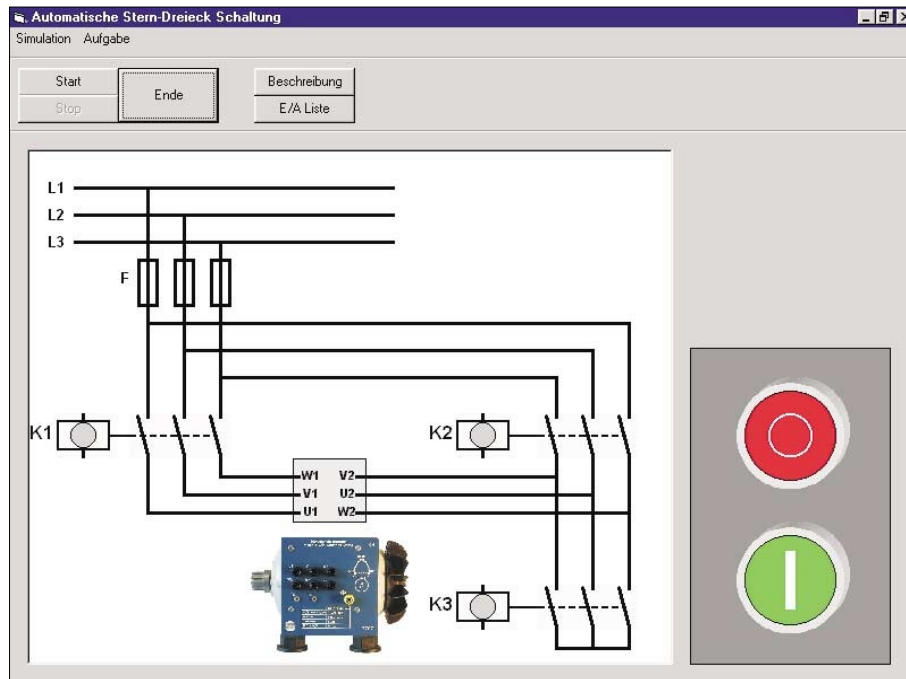 Automatische Stern-Dreieck Schaltung
Simulation Aufgabe
Start
Stop
Ende
Beschreibung
E/A Liste
L1
L2
L3
F
K1
K2
W1 V2
V1 U2
U1 W2
K3